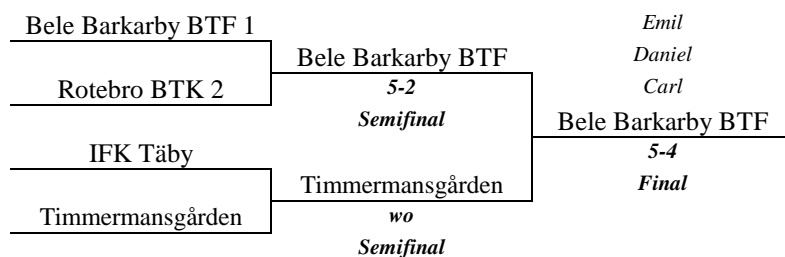 Bele Barkarby BTF 1
Rotebro BTK 2
IFK Täby
Timmermansgården
Bele Barkarby BTF
5-2
Semifinal
Timmermansgården
wo
Semifinal
Emil
Daniel
Carl
Bele Barkarby BTF
5-4
Final